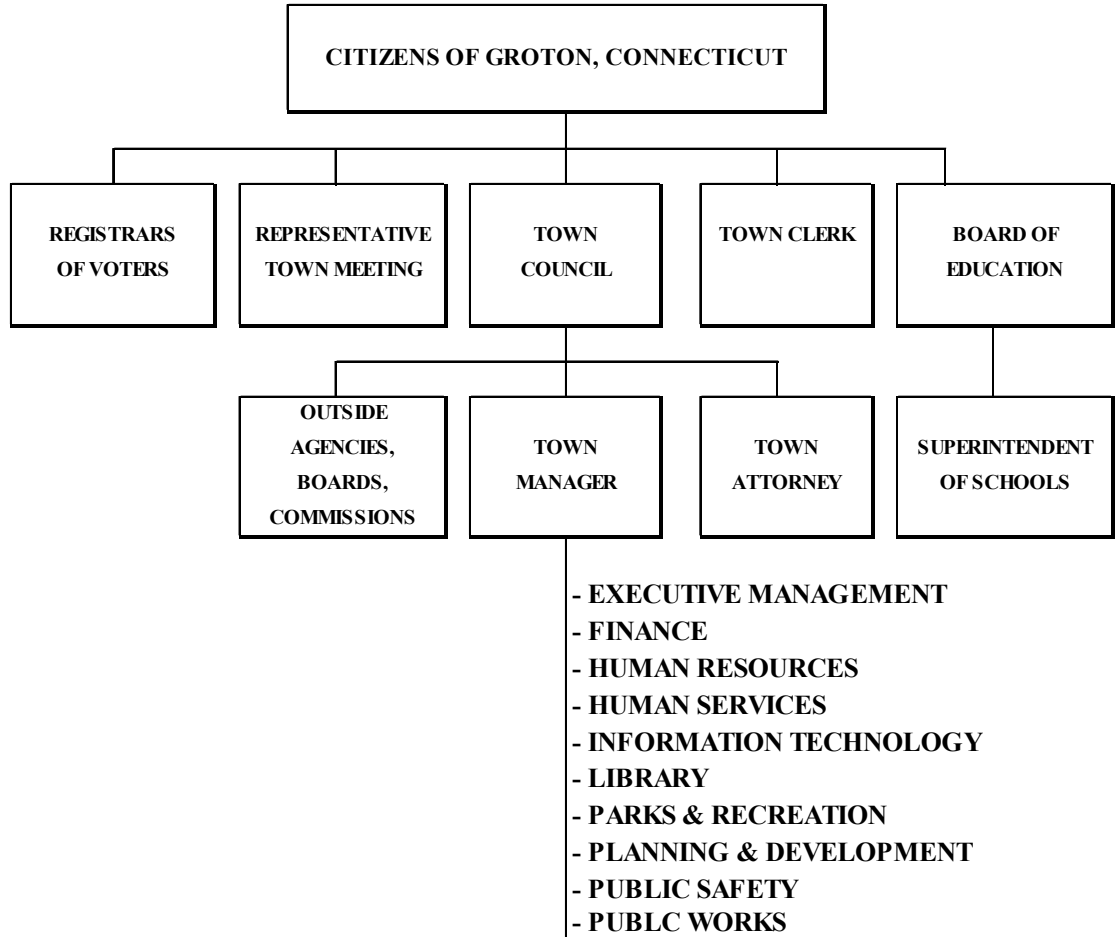 CITIZENS OF GROTON, CONNECTICUT
REGISTRARS
OF VOTERS
REPRESENTATIVE
TOWN MEETING
TOWN
COUNCIL
TOWN CLERK
BOARD OF
EDUCATION
OUTSIDE
AGENCIES,
BOARDS,
COMMISSIONS
TOWN
MANAGER
TOWN
ATTORNEY
SUPERINTENDENT
OF SCHOOLS
- EXECUTIVE MANAGEMENT
- FINANCE
- HUMAN RESOURCES
- HUMAN SERVICES
- INFORMATION TECHNOLOGY
- LIBRARY
- PARKS & RECREATION
- PLANNING & DEVELOPMENT
- PUBLIC SAFETY
- PUBLC WORKS